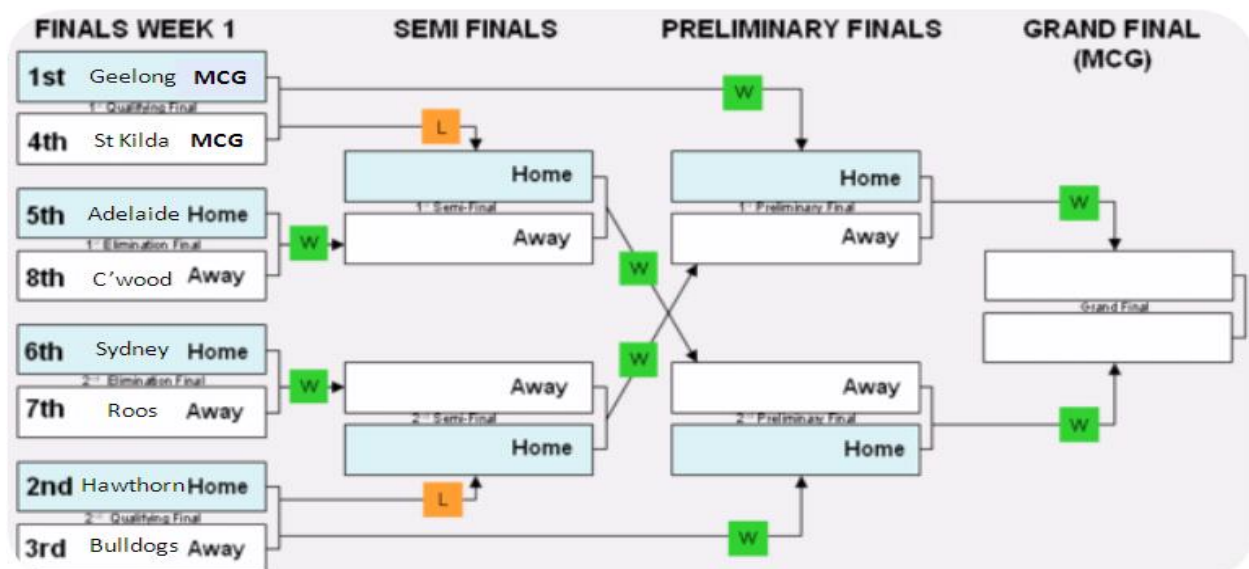 FINALS WEEK 1
SEMI FINALS
PRELIMINARY FINALS
GRAND FINAL
(MCG)
1st Geelong MCG
1st Qualifying Final
4th St Kilda MCG
5th Adelaide Home
1st Elimination Final
8th C'wood Away
6th Sydney Home
2nd Elimination Final
7th Roos Away
2nd Hawthorn Home
2nd Qualifying Final
3rd Bulldogs Away
W
W
L
L
Home
1st Semi-Final
Away
Away
2nd Semi-Final
Home
W
W
W
W
Home
1st Preliminary Final
Away
Away
2nd Preliminary Final
Home
W
W
Grand Final